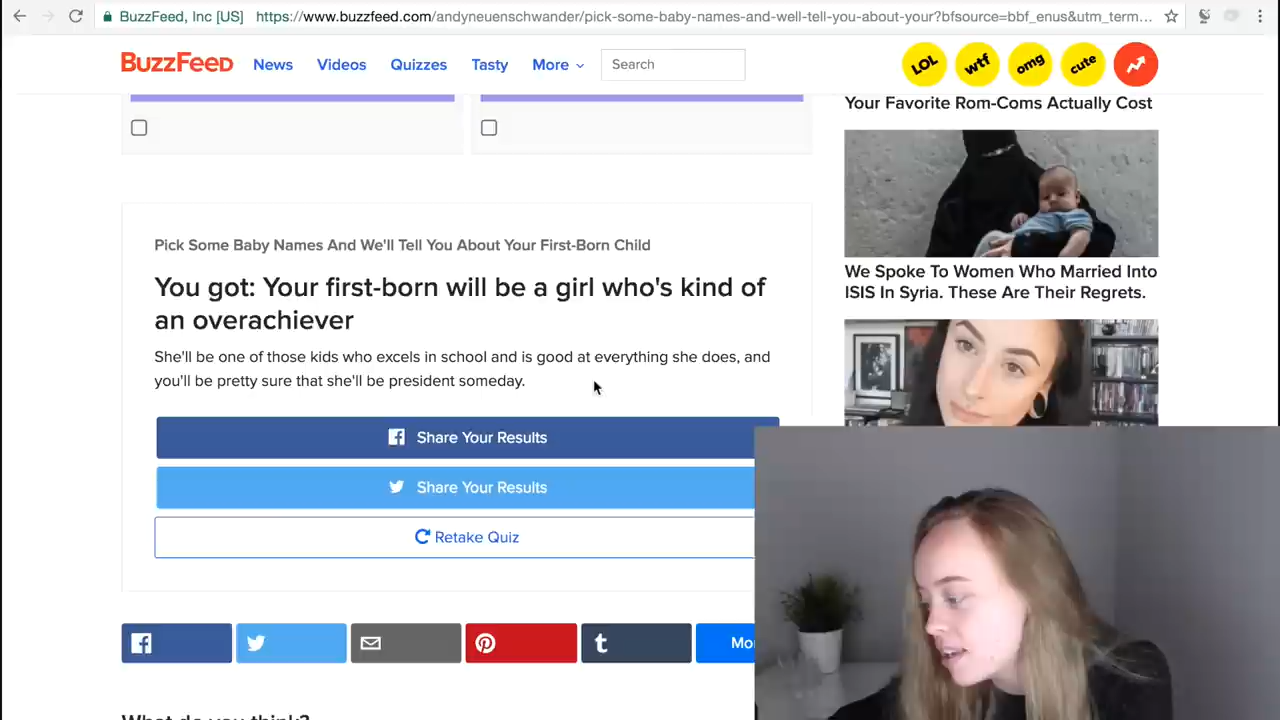 BuzzFeed, Inc [US] https://www.buzzfeed.com/andyneuenschwander/pick-some-baby-names-and-well-tell-you-about-your?bfsource=bbf_enus&utm_term...
BuzzFeed News Videos Quizzes Tasty More Search LOL wtf omg cute
Your Favorite Rom-Coms Actually Cost
We Spoke To Women Who Married Into
ISIS In Syria. These Are Their Regrets.
Pick Some Baby Names And We'll Tell You About Your First-Born Child
You got: Your first-born will be a girl who's kind of
an overachiever
She'll be one of those kids who excels in school and is good at everything she does, and
you'll be pretty sure that she'll be president someday.
Share Your Results
Share Your Results
Retake Quiz
What do you think?